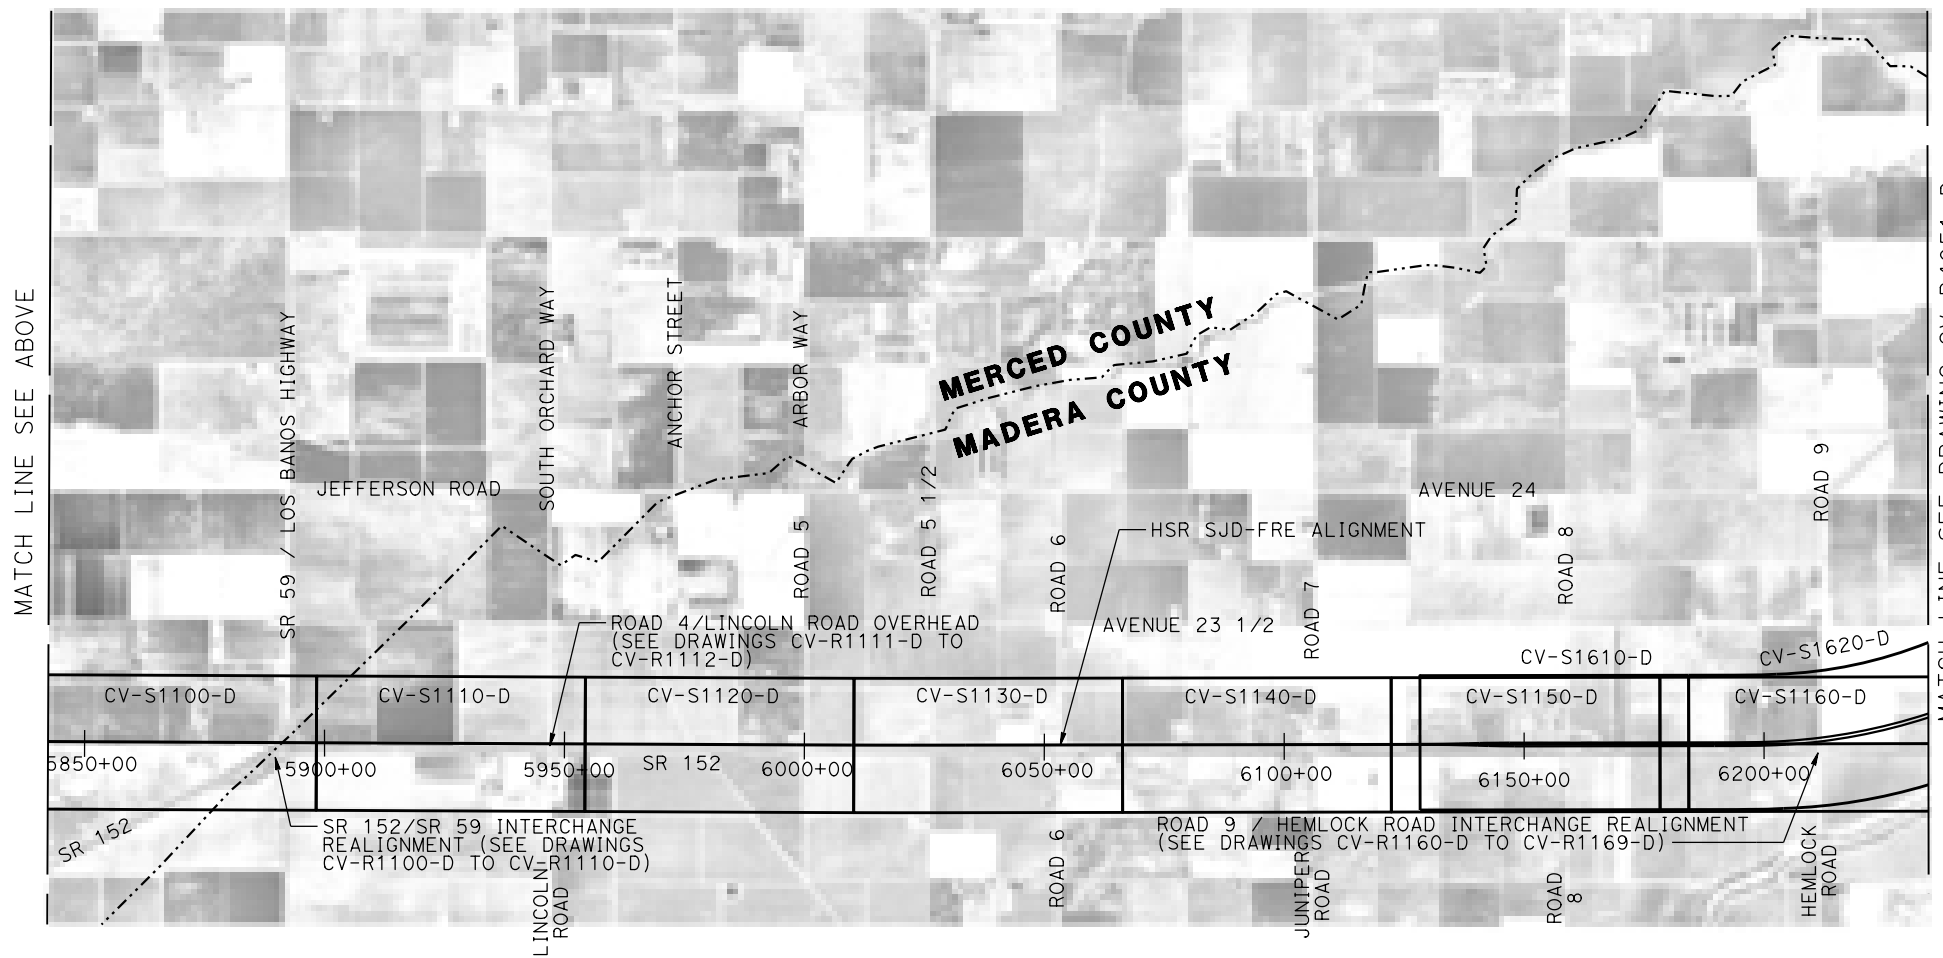 MATCH LINE SEE ABOVE
SR 59 / LOS BANOS HIGHWAY
JEFFERSON ROAD
SOUTH ORCHARD WAY
ANCHOR STREET
ARBOR WAY
MERCED COUNTY
MADERA COUNTY
ROAD 5
ROAD 5 1/2
ROAD 6
HSR SJD-FRE ALIGNMENT
AVENUE 24
ROAD 9
ROAD 8
ROAD 7
AVENUE 23 1/2
ROAD 4/LINCOLN ROAD OVERHEAD
(SEE DRAWINGS CV-R1111-D TO
CV-R1112-D)
CV-S1610-D
CV-S1620-D
CV-S1100-D
CV-S1110-D
CV-S1120-D
CV-S1130-D
CV-S1140-D
CV-S1150-D
CV-S1160-D
5850+00
5900+00
5950+00
SR 152
6000+00
6050+00
6100+00
6150+00
6200+00
SR 152
SR 152/SR 59 INTERCHANGE
REALIGNMENT (SEE DRAWINGS
CV-R1100-D TO CV-R1110-D)
ROAD 9 / HEMLOCK ROAD INTERCHANGE REALIGNMENT
(SEE DRAWINGS CV-R1160-D TO CV-R1169-D)
LINCOLN
ROAD
ROAD 6
JUNIPER
ROAD
ROAD
8
HEMLOCK
ROAD